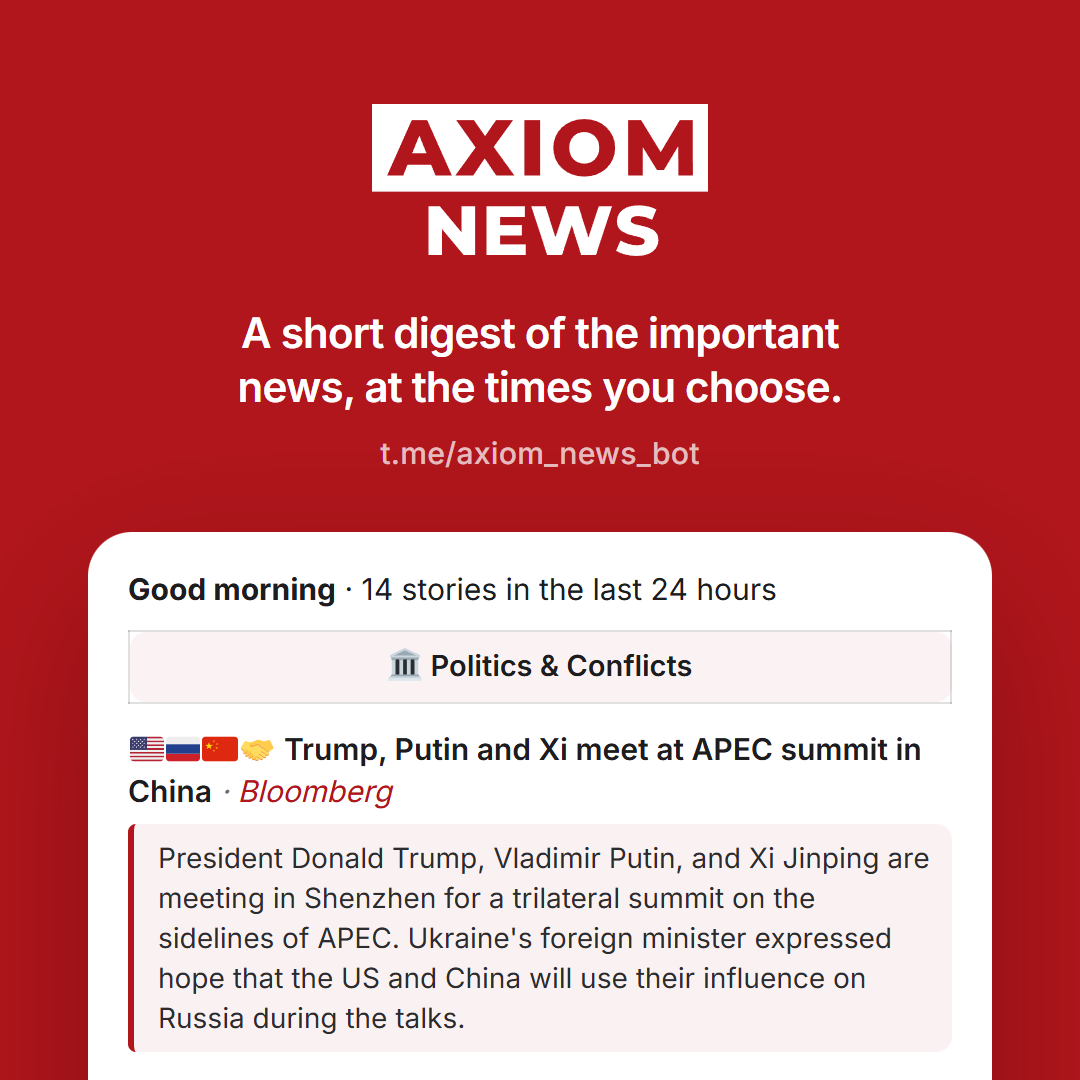 AXIOM
NEWS
A short digest of the important
news, at the times you choose.
t.me/axiom_news_bot
Good morning · 14 stories in the last 24 hours
🏛️ Politics & Conflicts
🇺🇸🇷🇺🇨🇳🤝 Trump, Putin and Xi meet at APEC summit in
China · Bloomberg
President Donald Trump, Vladimir Putin, and Xi Jinping are
meeting in Shenzhen for a trilateral summit on the
sidelines of APEC. Ukraine's foreign minister expressed
hope that the US and China will use their influence on
Russia during the talks.